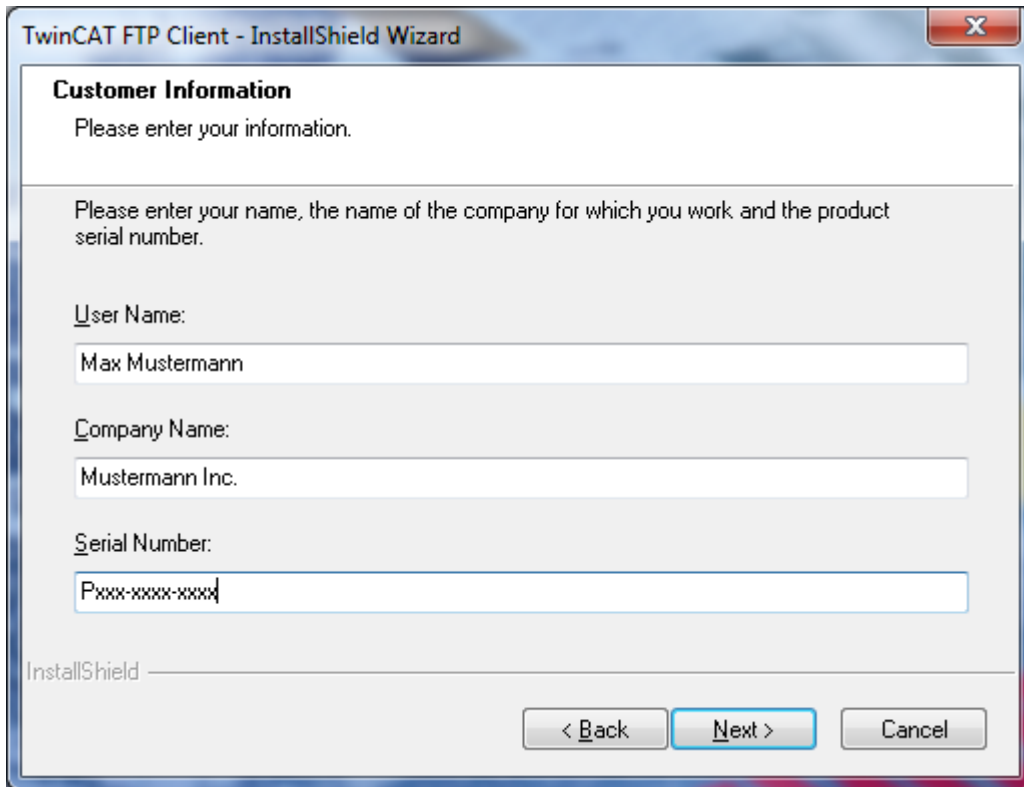 TwinCAT FTP Client - InstallShield Wizard
Customer Information
Please enter your information.
Please enter your name, the name of the company for which you work and the product
serial number.
User Name:
Max Mustermann
Company Name:
Mustermann Inc.
Serial Number:
Pxxx-xxxx-xxxx
InstallShield
< Back Next > Cancel